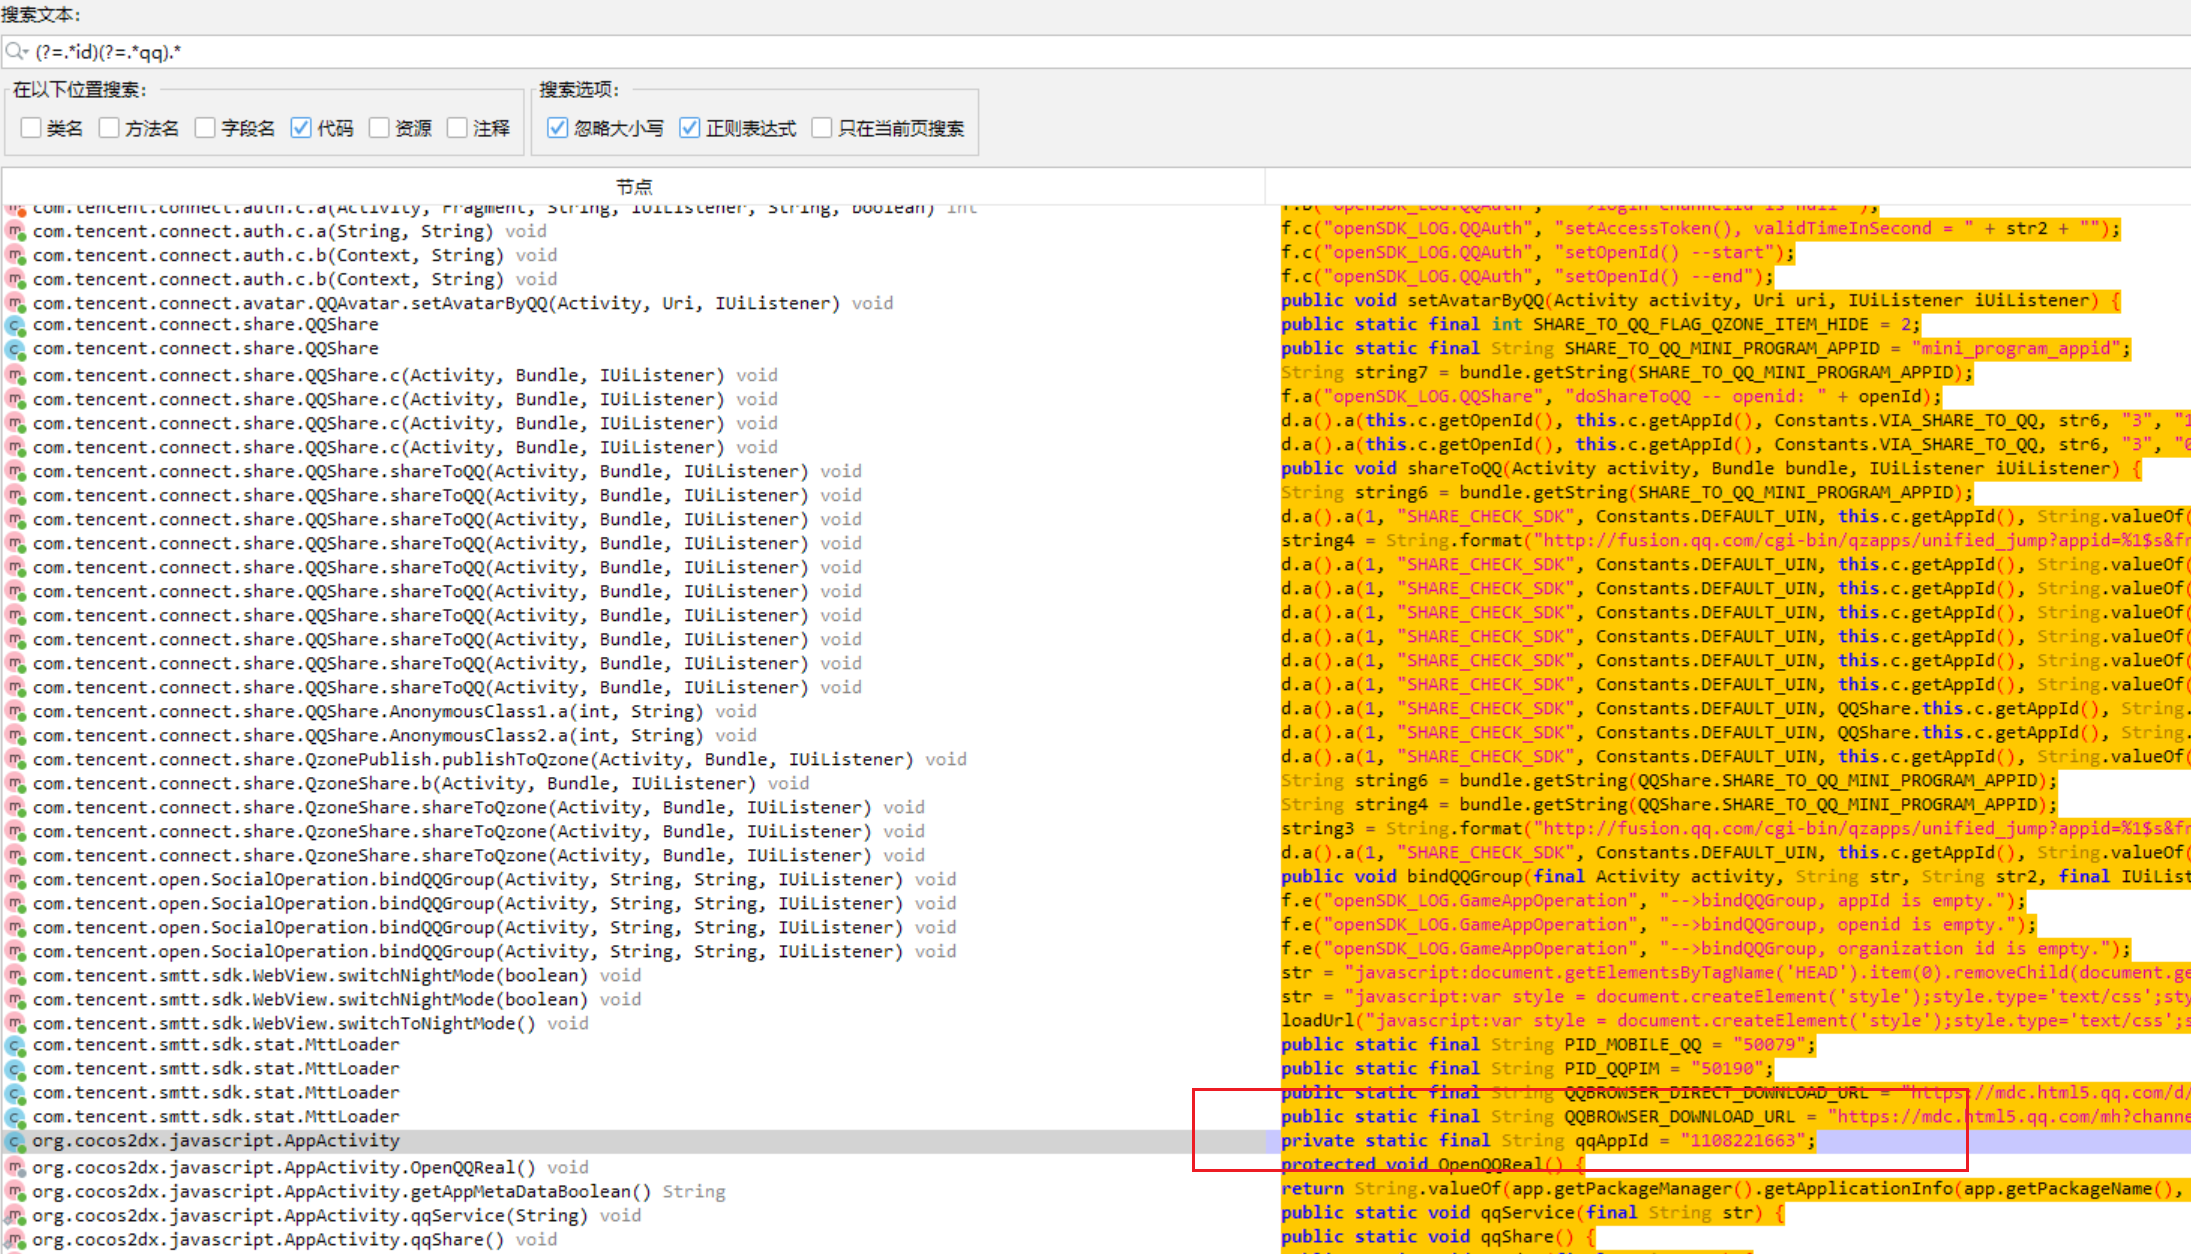 搜索文本:
(?=.*id)(?=.*qq).*
在以下位置搜索:
类名 方法名 字段名 代码 资源 注释
搜索选项:
忽略大小写 正则表达式 只在当前页搜索
节点
com.tencent.connect.auth.c.a(Activity, Fragment, String, IUiListener, String, boolean) int
com.tencent.connect.auth.c.a(String, String) void f.c("openSDK_LOG.QQAuth", "setAccessToken(), validTimeInSecond = " + str2 + "");
com.tencent.connect.auth.c.b(Context, String) void f.c("openSDK_LOG.QQAuth", "setOpenId() --start");
com.tencent.connect.auth.c.b(Context, String) void f.c("openSDK_LOG.QQAuth", "setOpenId() --end");
com.tencent.connect.avatar.QQAvatar.setAvatarByQQ(Activity, Uri, IUiListener) void public void setAvatarByQQ(Activity activity, Uri uri, IUiListener iUiListener) {
com.tencent.connect.share.QQShare public static final int SHARE_TO_QQ_FLAG_QZONE_ITEM_HIDE = 2;
com.tencent.connect.share.QQShare public static final String SHARE_TO_QQ_MINI_PROGRAM_APPID = "mini_program_appid";
com.tencent.connect.share.QQShare.c(Activity, Bundle, IUiListener) void String string7 = bundle.getString(SHARE_TO_QQ_MINI_PROGRAM_APPID);
com.tencent.connect.share.QQShare.c(Activity, Bundle, IUiListener) void f.a("openSDK_LOG.QQShare", "doShareToQQ -- openid: " + openId);
com.tencent.connect.share.QQShare.c(Activity, Bundle, IUiListener) void d.a().a(this.c.getOpenId(), this.c.getAppId(), Constants.VIA_SHARE_TO_QQ, str6, "3", "1
com.tencent.connect.share.QQShare.c(Activity, Bundle, IUiListener) void d.a().a(this.c.getOpenId(), this.c.getAppId(), Constants.VIA_SHARE_TO_QQ, str6, "3", "0
com.tencent.connect.share.QQShare.shareToQQ(Activity, Bundle, IUiListener) void public void shareToQQ(Activity activity, Bundle bundle, IUiListener iUiListener) {
com.tencent.connect.share.QQShare.shareToQQ(Activity, Bundle, IUiListener) void String string6 = bundle.getString(SHARE_TO_QQ_MINI_PROGRAM_APPID);
com.tencent.connect.share.QQShare.shareToQQ(Activity, Bundle, IUiListener) void d.a().a(1, "SHARE_CHECK_SDK", Constants.DEFAULT_UIN, this.c.getAppId(), String.valueOf(
com.tencent.connect.share.QQShare.shareToQQ(Activity, Bundle, IUiListener) void string4 = String.format("http://fusion.qq.com/cgi-bin/qzapps/unified_jump?appid=%1$s&fr
com.tencent.connect.share.QQShare.shareToQQ(Activity, Bundle, IUiListener) void d.a().a(1, "SHARE_CHECK_SDK", Constants.DEFAULT_UIN, this.c.getAppId(), String.valueOf(
com.tencent.connect.share.QQShare.shareToQQ(Activity, Bundle, IUiListener) void d.a().a(1, "SHARE_CHECK_SDK", Constants.DEFAULT_UIN, this.c.getAppId(), String.valueOf(
com.tencent.connect.share.QQShare.shareToQQ(Activity, Bundle, IUiListener) void d.a().a(1, "SHARE_CHECK_SDK", Constants.DEFAULT_UIN, this.c.getAppId(), String.valueOf(
com.tencent.connect.share.QQShare.shareToQQ(Activity, Bundle, IUiListener) void d.a().a(1, "SHARE_CHECK_SDK", Constants.DEFAULT_UIN, this.c.getAppId(), String.valueOf(
com.tencent.connect.share.QQShare.shareToQQ(Activity, Bundle, IUiListener) void d.a().a(1, "SHARE_CHECK_SDK", Constants.DEFAULT_UIN, this.c.getAppId(), String.valueOf(
com.tencent.connect.share.QQShare.shareToQQ(Activity, Bundle, IUiListener) void d.a().a(1, "SHARE_CHECK_SDK", Constants.DEFAULT_UIN, this.c.getAppId(), String.valueOf(
com.tencent.connect.share.QQShare.AnonymousClass1.a(int, String) void d.a().a(1, "SHARE_CHECK_SDK", Constants.DEFAULT_UIN, QQShare.this.c.getAppId(), String.
com.tencent.connect.share.QQShare.AnonymousClass2.a(int, String) void d.a().a(1, "SHARE_CHECK_SDK", Constants.DEFAULT_UIN, QQShare.this.c.getAppId(), String.
com.tencent.connect.share.QzonePublish.publishToQzone(Activity, Bundle, IUiListener) void d.a().a(1, "SHARE_CHECK_SDK", Constants.DEFAULT_UIN, this.c.getAppId(), String.valueOf(
com.tencent.connect.share.QzoneShare.b(Activity, Bundle, IUiListener) void String string6 = bundle.getString(QQShare.SHARE_TO_QQ_MINI_PROGRAM_APPID);
com.tencent.connect.share.QzoneShare.shareToQzone(Activity, Bundle, IUiListener) void String string4 = bundle.getString(QQShare.SHARE_TO_QQ_MINI_PROGRAM_APPID);
com.tencent.connect.share.QzoneShare.shareToQzone(Activity, Bundle, IUiListener) void string3 = String.format("http://fusion.qq.com/cgi-bin/qzapps/unified_jump?appid=%1$s&fr
com.tencent.connect.share.QzoneShare.shareToQzone(Activity, Bundle, IUiListener) void d.a().a(1, "SHARE_CHECK_SDK", Constants.DEFAULT_UIN, this.c.getAppId(), String.valueOf(
com.tencent.open.SocialOperation.bindQQGroup(Activity, String, String, IUiListener) void public void bindQQGroup(final Activity activity, String str, String str2, final IUiList
com.tencent.open.SocialOperation.bindQQGroup(Activity, String, String, IUiListener) void f.e("openSDK_LOG.GameAppOperation", "-->bindQQGroup, appId is empty.");
com.tencent.open.SocialOperation.bindQQGroup(Activity, String, String, IUiListener) void f.e("openSDK_LOG.GameAppOperation", "-->bindQQGroup, openid is empty.");
com.tencent.open.SocialOperation.bindQQGroup(Activity, String, String, IUiListener) void f.e("openSDK_LOG.GameAppOperation", "-->bindQQGroup, organization id is empty.");
com.tencent.smtt.sdk.WebView.switchNightMode(boolean) void str = "javascript:document.getElementsByTagName('HEAD').item(0).removeChild(document.ge
com.tencent.smtt.sdk.WebView.switchNightMode(boolean) void str = "javascript:var style = document.createElement('style');style.type='text/css';sty
com.tencent.smtt.sdk.WebView.switchToNightMode() void loadUrl("javascript:var style = document.createElement('style');style.type='text/css';s
com.tencent.smtt.sdk.stat.MttLoader public static final String PID_MOBILE_QQ = "50079";
com.tencent.smtt.sdk.stat.MttLoader public static final String PID_QQPIM = "50190";
com.tencent.smtt.sdk.stat.MttLoader public static final String QQBROWSER_DIRECT_DOWNLOAD_URL = "https://mdc.html5.qq.com/d/
com.tencent.smtt.sdk.stat.MttLoader public static final String QQBROWSER_DOWNLOAD_URL = "https://mdc.html5.qq.com/mh?channe
org.cocos2dx.javascript.AppActivity private static final String qqAppId = "1108221663";
org.cocos2dx.javascript.AppActivity.OpenQQReal() void protected void OpenQQReal() {
org.cocos2dx.javascript.AppActivity.getAppMetaDataBoolean() String return String.valueOf(app.getPackageManager().getApplicationInfo(app.getPackageName(),
org.cocos2dx.javascript.AppActivity.qqService(String) void public static void qqService(final String str) {
org.cocos2dx.javascript.AppActivity.qqShare() void public static void qqShare() {